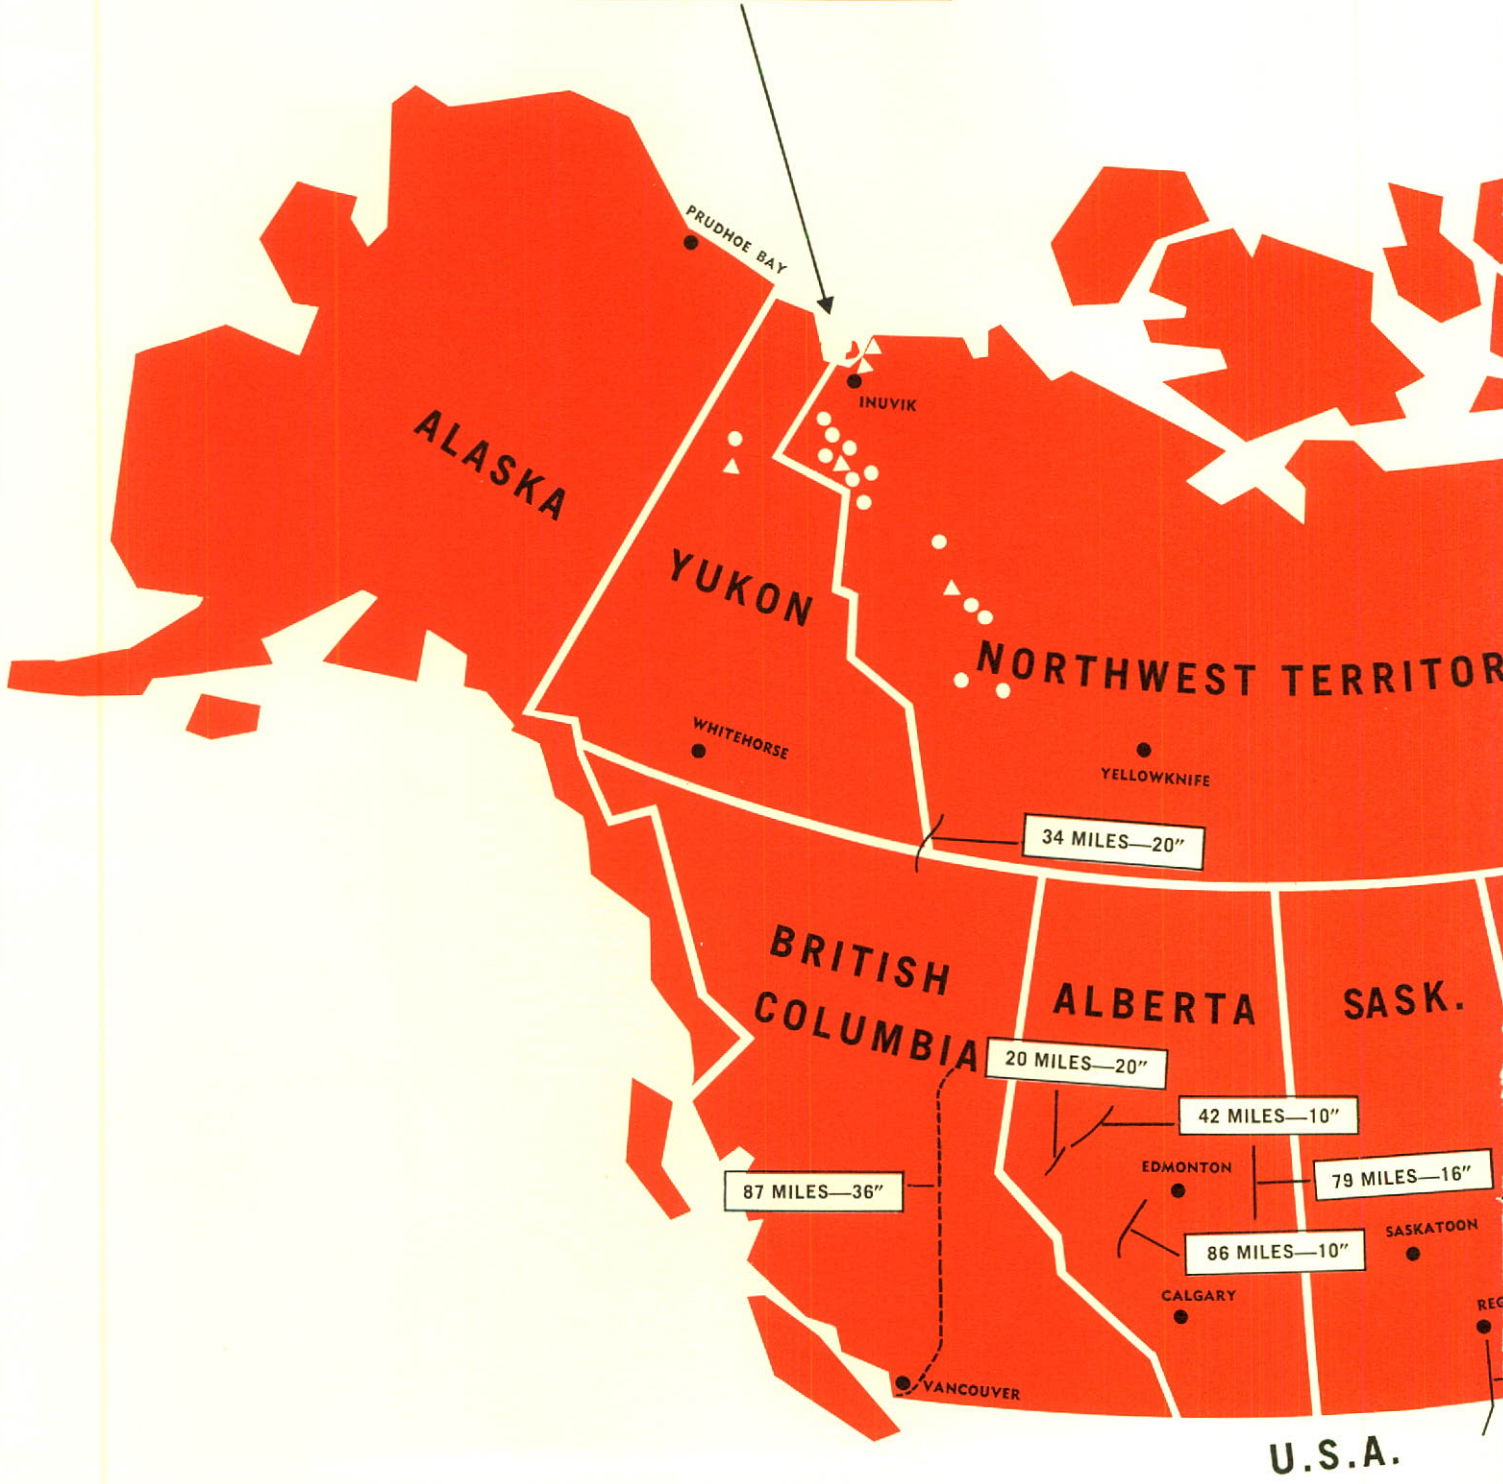 PRUDHOE BAY
INUVIK
ALASKA
YUKON
NORTHWEST TERRITOR
WHITEHORSE
YELLOWKNIFE
34 MILES—20″
BRITISH
COLUMBIA
ALBERTA
SASK.
20 MILES—20″
42 MILES—10″
EDMONTON
79 MILES—16″
87 MILES—36″
SASKATOON
86 MILES—10″
CALGARY
REG
VANCOUVER
U.S.A.